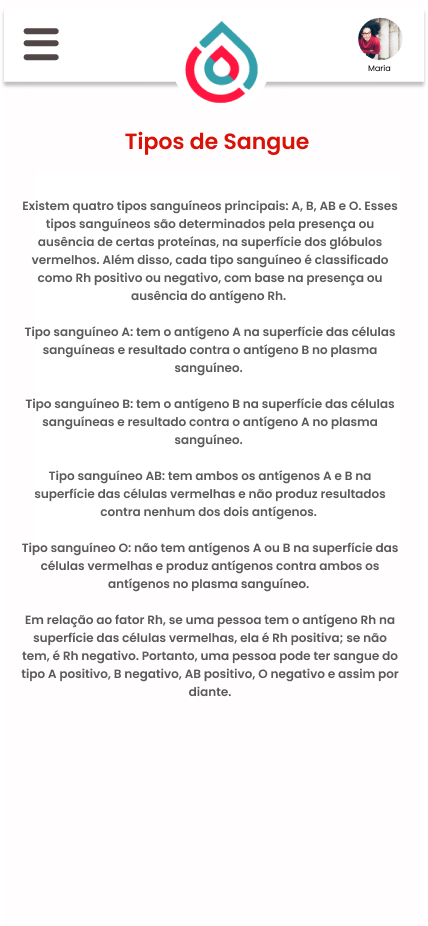 Maria
Tipos de Sangue
Existem quatro tipos sanguíneos principais: A, B, AB e O. Esses
tipos sanguíneos são determinados pela presença ou
ausência de certas proteínas, na superfície dos glóbulos
vermelhos. Além disso, cada tipo sanguíneo é classificado
como Rh positivo ou negativo, com base na presença ou
ausência do antígeno Rh.
Tipo sanguíneo A: tem o antígeno A na superfície das células
sanguíneas e resultado contra o antígeno B no plasma
sanguíneo.
Tipo sanguíneo B: tem o antígeno B na superfície das células
sanguíneas e resultado contra o antígeno A no plasma
sanguíneo.
Tipo sanguíneo AB: tem ambos os antígenos A e B na
superfície das células vermelhas e não produz resultados
contra nenhum dos dois antígenos.
Tipo sanguíneo O: não tem antígenos A ou B na superfície das
células vermelhas e produz antígenos contra ambos os
antígenos no plasma sanguíneo.
Em relação ao fator Rh, se uma pessoa tem o antígeno Rh na
superfície das células vermelhas, ela é Rh positiva; se não
tem, é Rh negativo. Portanto, uma pessoa pode ter sangue do
tipo A positivo, B negativo, AB positivo, O negativo e assim por
diante.